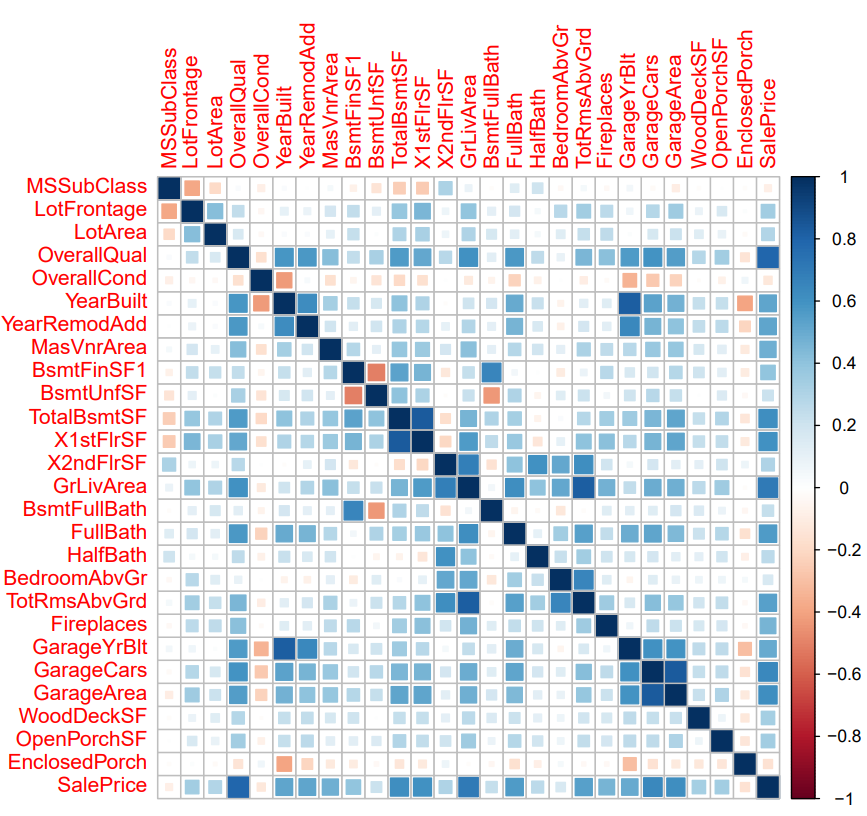 MSSubClass
LotFrontage
LotArea
OverallQual
OverallCond
YearBuilt
YearRemodAdd
MasVnrArea
BsmtFinSF1
BsmtUnfSF
TotalBsmtSF
X1stFlrSF
X2ndFlrSF
GrLivArea
BsmtFullBath
FullBath
HalfBath
BedroomAbvGr
TotRmsAbvGrd
Fireplaces
GarageYrBlt
GarageCars
GarageArea
WoodDeckSF
OpenPorchSF
EnclosedPorch
SalePrice
MSSubClass
LotFrontage
LotArea
OverallQual
OverallCond
YearBuilt
YearRemodAdd
MasVnrArea
BsmtFinSF1
BsmtUnfSF
TotalBsmtSF
X1stFlrSF
X2ndFlrSF
GrLivArea
BsmtFullBath
FullBath
HalfBath
BedroomAbvGr
TotRmsAbvGrd
Fireplaces
GarageYrBlt
GarageCars
GarageArea
WoodDeckSF
OpenPorchSF
EnclosedPorch
SalePrice
1
0.8
0.6
0.4
0.2
0
−0.2
−0.4
−0.6
−0.8
−1